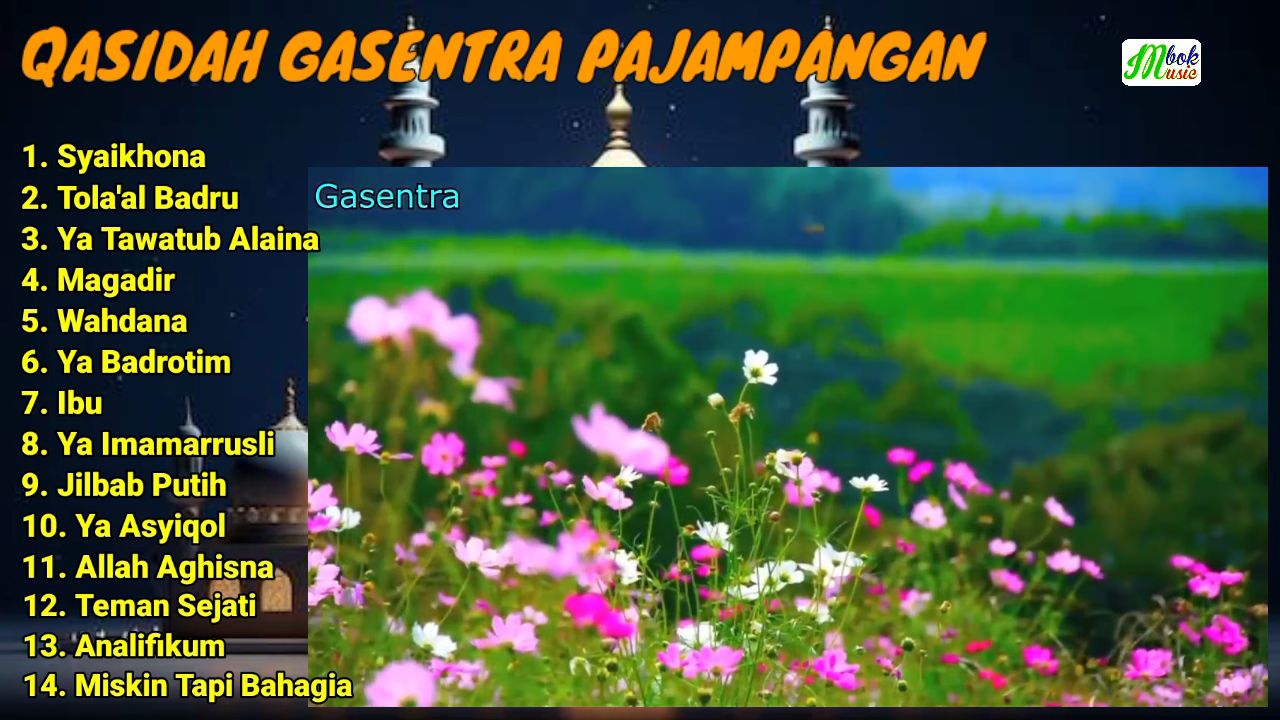 QASIDAH GASENTRA PAJAMPANGAN
Mbok
Music
1. Syaikhona
2. Tola'al Badru
3. Ya Tawatub Alaina
4. Magadir
5. Wahdana
6. Ya Badrotim
7. Ibu
8. Ya Imamarrusli
9. Jilbab Putih
10. Ya Asyiqol
11. Allah Aghisna
12. Teman Sejati
13. Analifikum
14. Miskin Tapi Bahagia
Gasentra